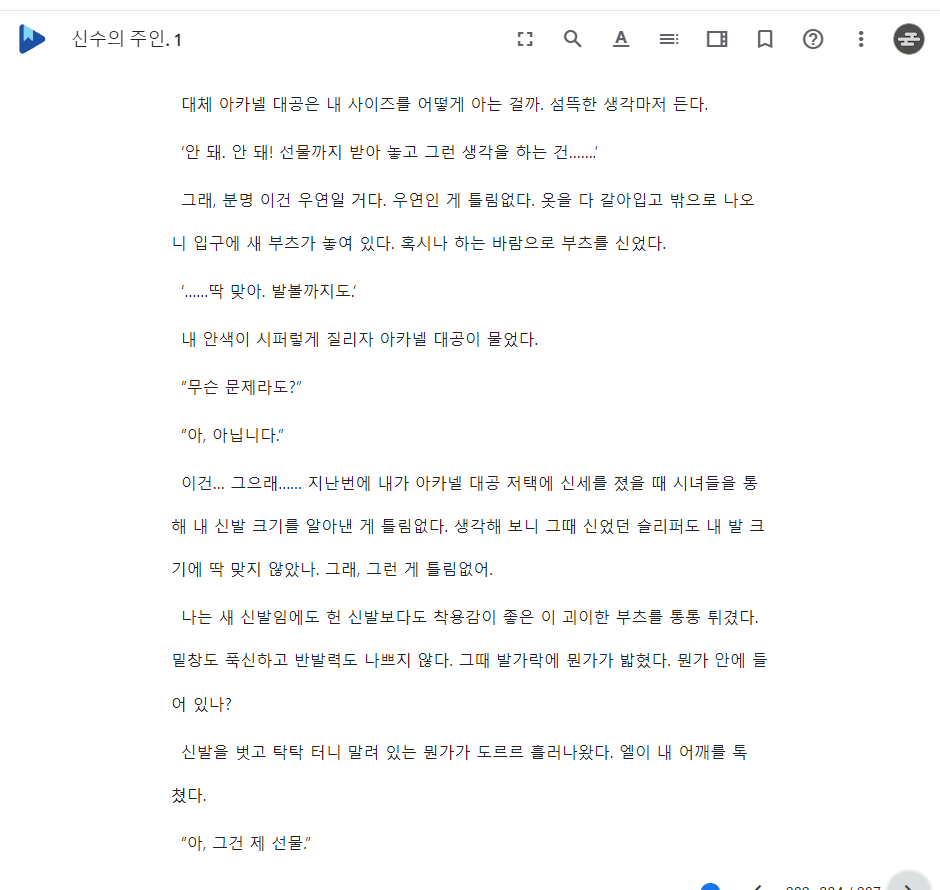 신수의 주인. 1
대체 아카넬 대공은 내 사이즈를 어떻게 아는 걸까. 섬뜩한 생각마저 든다.
‘안 돼. 안 돼! 선물까지 받아 놓고 그런 생각을 하는 건…….’
그래, 분명 이건 우연일 거다. 우연인 게 틀림없다. 옷을 다 갈아입고 밖으로 나오
니 입구에 새 부츠가 놓여 있다. 혹시나 하는 바람으로 부츠를 신었다.
‘……딱 맞아. 발볼까지도.’
내 안색이 시퍼렇게 질리자 아카넬 대공이 물었다.
“무슨 문제라도?”
“아, 아닙니다.”
이건… 그으래…… 지난번에 내가 아카넬 대공 저택에 신세를 졌을 때 시녀들을 통
해 내 신발 크기를 알아낸 게 틀림없다. 생각해 보니 그때 신었던 슬리퍼도 내 발 크
기에 딱 맞지 않았나. 그래, 그런 게 틀림없어.
나는 새 신발임에도 헌 신발보다도 착용감이 좋은 이 괴이한 부츠를 통통 튀겼다.
밑창도 푹신하고 반발력도 나쁘지 않다. 그때 발가락에 뭔가가 밟혔다. 뭔가 안에 들
어 있나?
신발을 벗고 탁탁 터니 말려 있는 뭔가가 도르르 흘러나왔다. 엘이 내 어깨를 톡
쳤다.
“아, 그건 제 선물.”